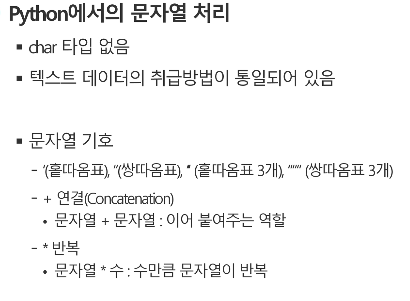 Python에서의 문자열 처리
▪ char 타입 없음
▪ 텍스트 데이터의 취급방법이 통일되어 있음
▪ 문자열 기호
- '(홑따옴표), "(쌍따옴표), ''' (홑따옴표 3개), """ (쌍따옴표 3개)
- + 연결(Concatenation)
• 문자열 + 문자열 : 이어 붙여주는 역할
- * 반복
• 문자열 * 수 : 수만큼 문자열이 반복